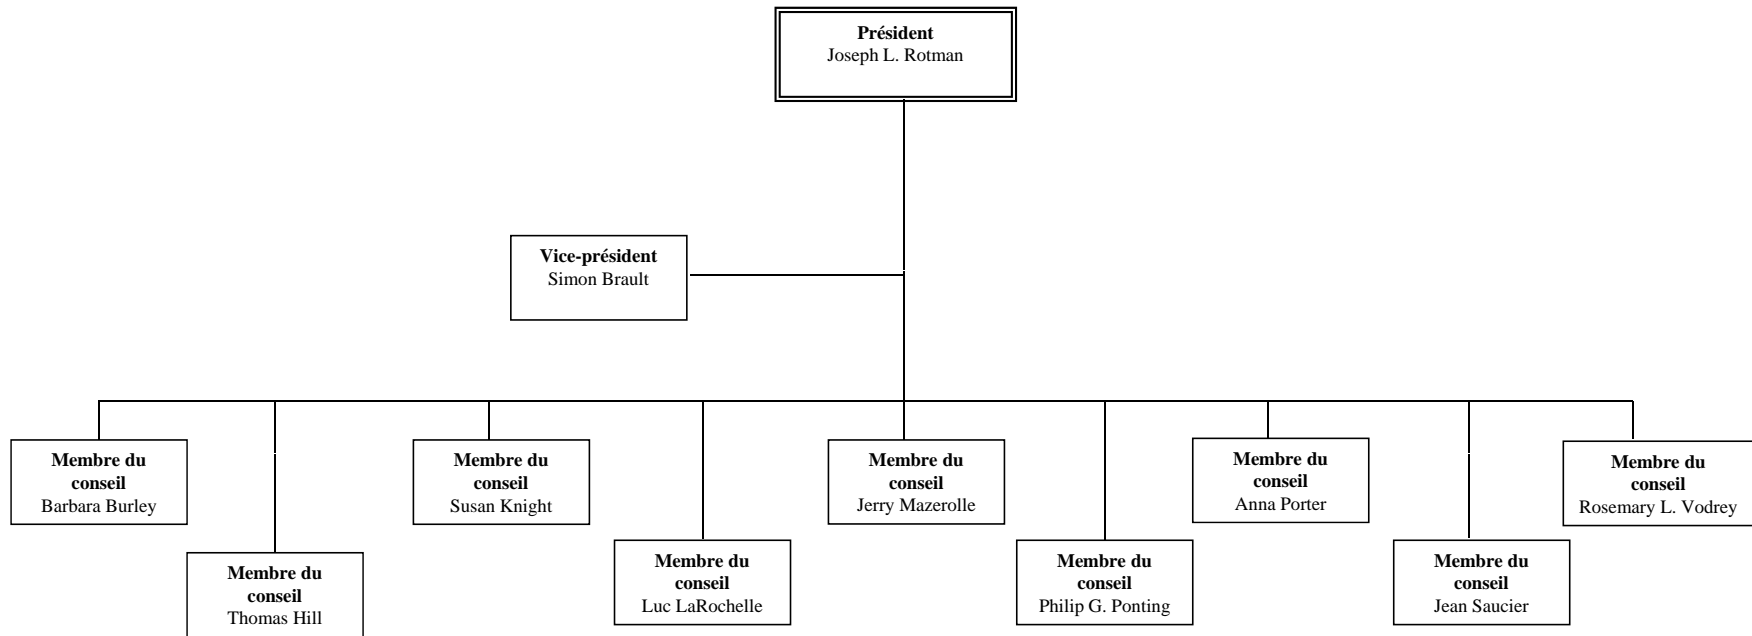 Président
Joseph L. Rotman
Vice-président
Simon Brault
Membre du
conseil
Barbara Burley
Membre du
conseil
Thomas Hill
Membre du
conseil
Susan Knight
Membre du
conseil
Luc LaRochelle
Membre du
conseil
Jerry Mazerolle
Membre du
conseil
Philip G. Ponting
Membre du
conseil
Anna Porter
Membre du
conseil
Jean Saucier
Membre du
conseil
Rosemary L. Vodrey